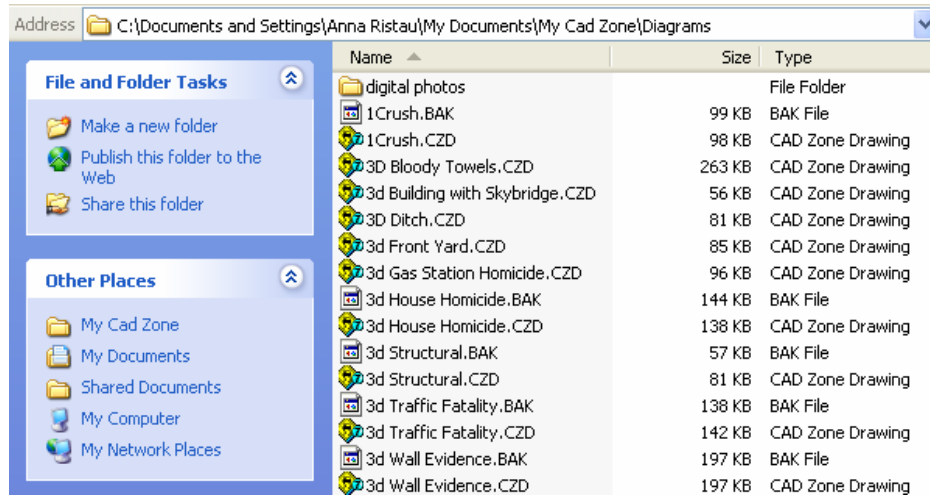 Address C:\Documents and Settings\Anna Ristau\My Documents\My Cad Zone\Diagrams
File and Folder Tasks
Make a new folder
Publish this folder to the
Web
Share this folder
Other Places
My Cad Zone
My Documents
Shared Documents
My Computer
My Network Places
Name Size Type
digital photos File Folder
1Crush.BAK 99 KB BAK File
1Crush.CZD 98 KB CAD Zone Drawing
3D Bloody Towels.CZD 263 KB CAD Zone Drawing
3d Building with Skybridge.CZD 56 KB CAD Zone Drawing
3D Ditch.CZD 81 KB CAD Zone Drawing
3d Front Yard.CZD 85 KB CAD Zone Drawing
3d Gas Station Homicide.CZD 96 KB CAD Zone Drawing
3d House Homicide.BAK 144 KB BAK File
3d House Homicide.CZD 138 KB CAD Zone Drawing
3d Structural.BAK 57 KB BAK File
3d Structural.CZD 81 KB CAD Zone Drawing
3d Traffic Fatality.BAK 138 KB BAK File
3d Traffic Fatality.CZD 142 KB CAD Zone Drawing
3d Wall Evidence.BAK 197 KB BAK File
3d Wall Evidence.CZD 197 KB CAD Zone Drawing